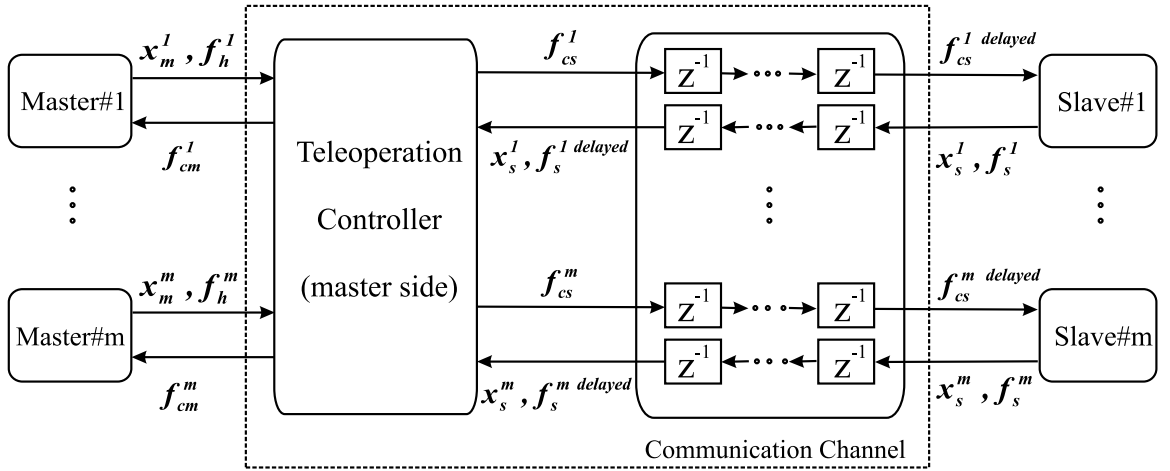 x_m^1 , f_h^1
Master#1
f_cm^1
x_m^m , f_h^m
Master#m
f_cm^m
Teleoperation
Controller
(master side)
f_cs^1
x_s^1 , f_s^1 delayed
f_cs^m
x_s^m , f_s^m delayed
z^-1
z^-1
z^-1
z^-1
z^-1
z^-1
z^-1
z^-1
Communication Channel
f_cs^1 delayed
Slave#1
x_s^1 , f_s^1
f_cs^m delayed
Slave#m
x_s^m , f_s^m